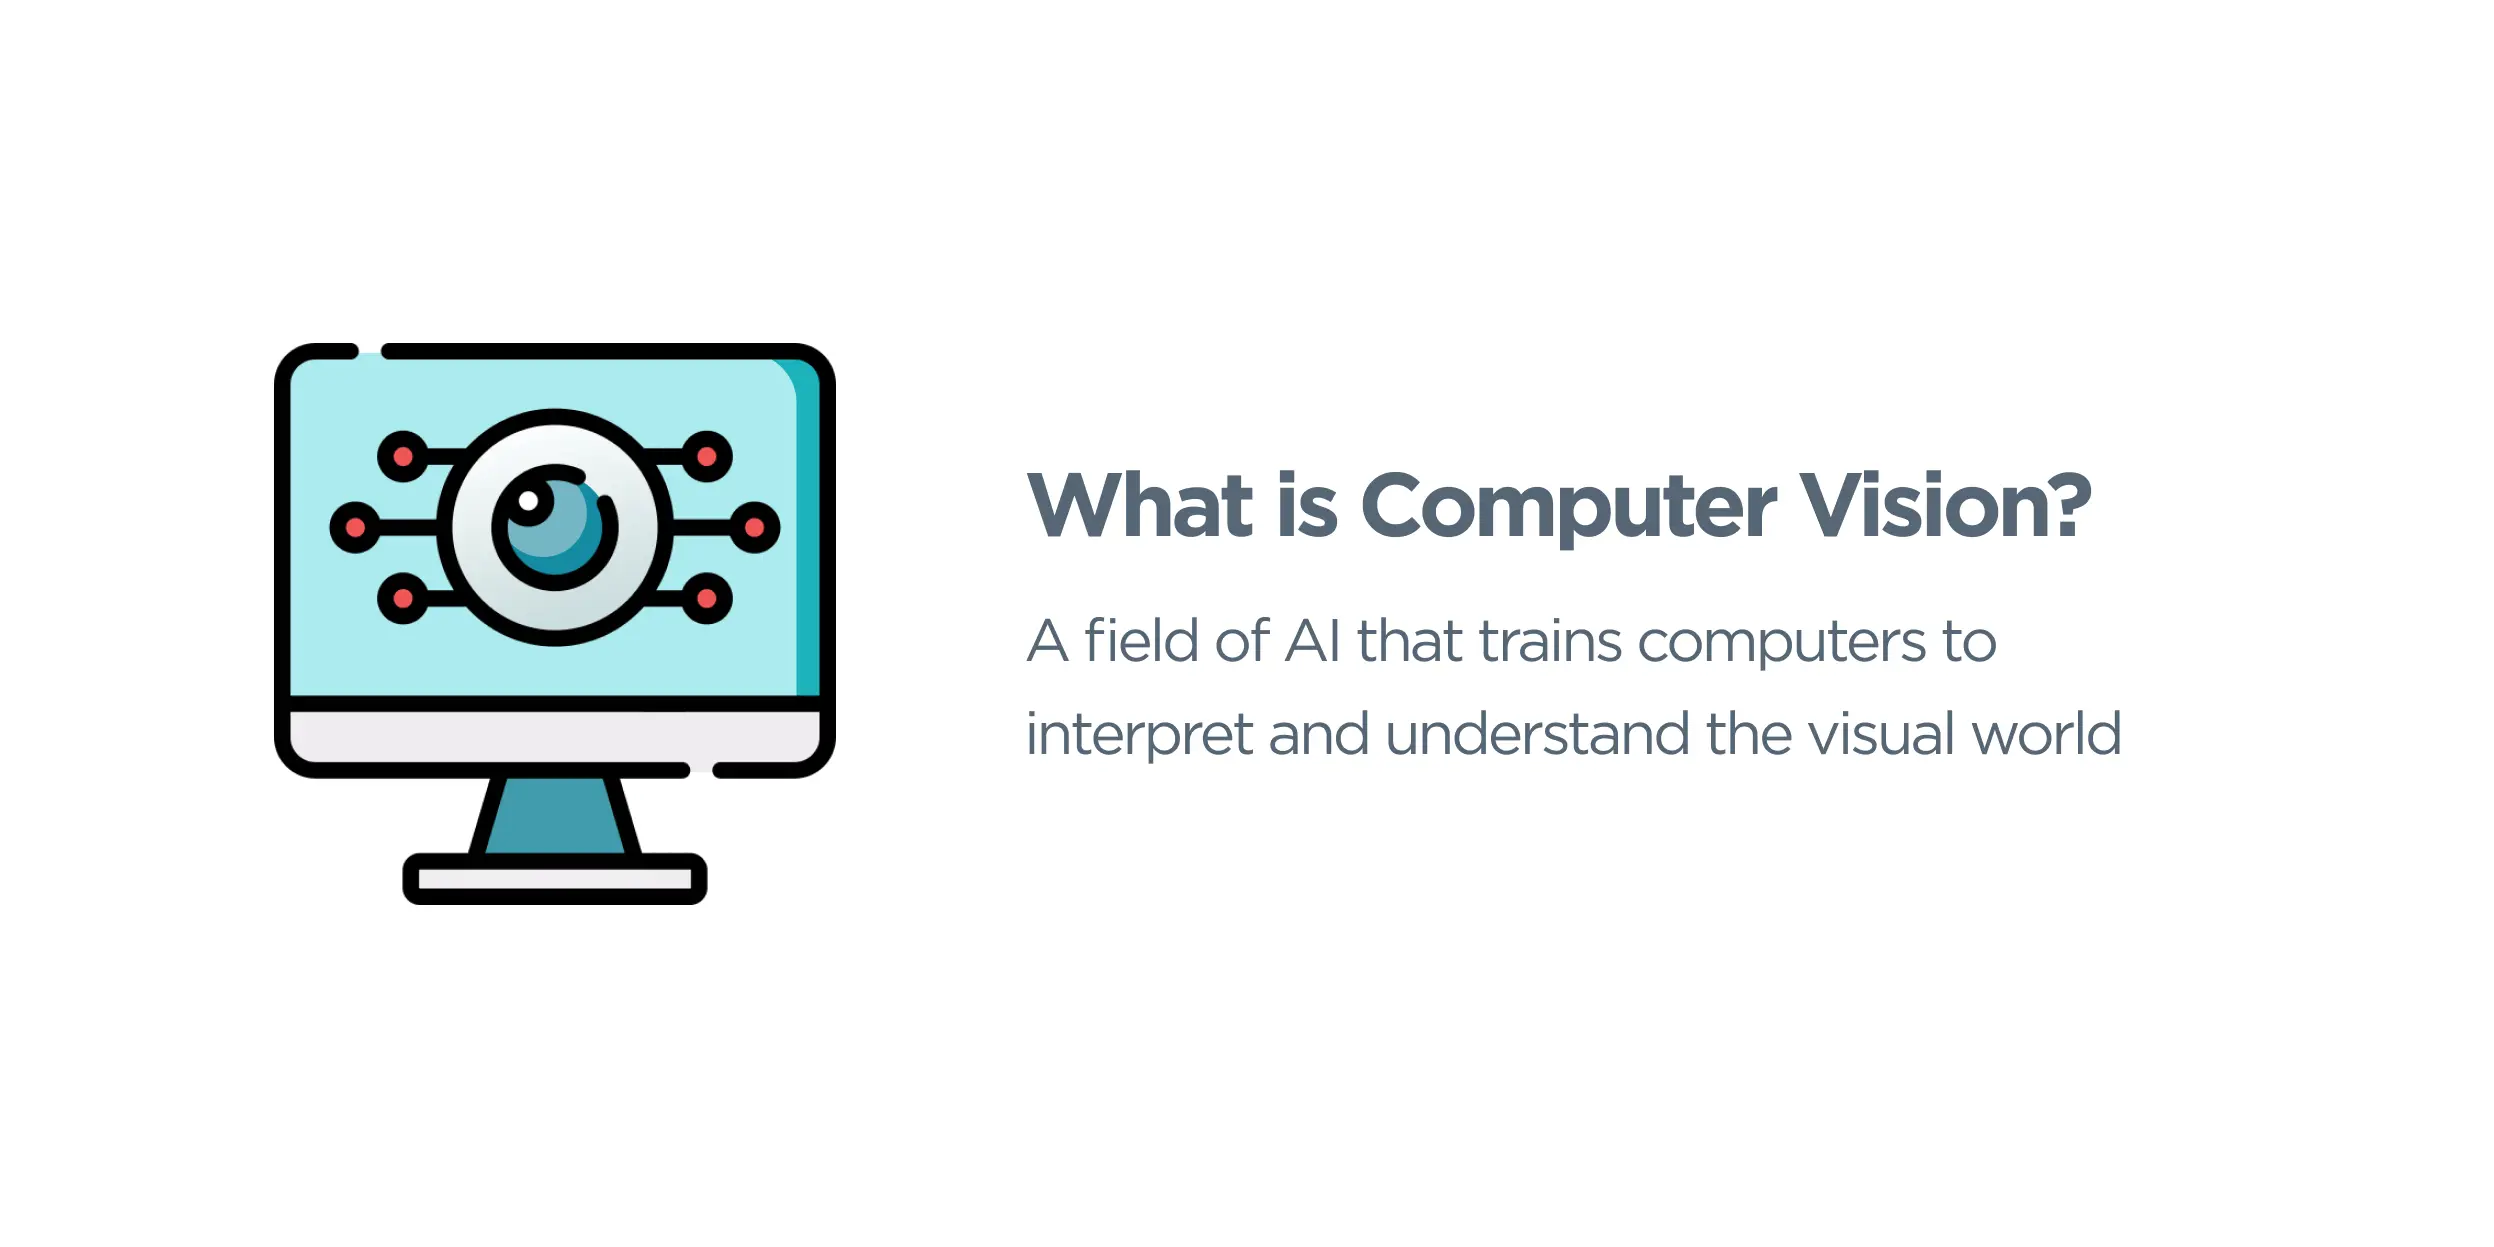 What is Computer Vision?
A field of AI that trains computers to
interpret and understand the visual world